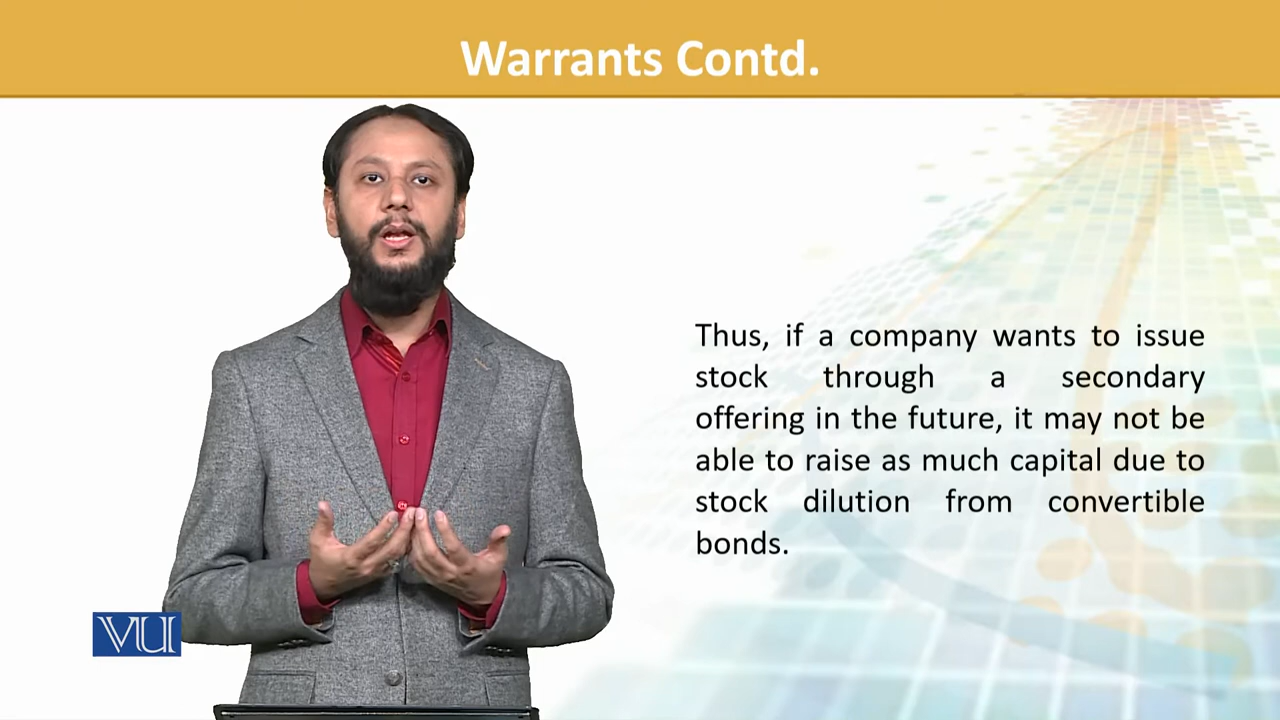 Warrants Contd.
Thus, if a company wants to issue
stock through a secondary
offering in the future, it may not be
able to raise as much capital due to
stock dilution from convertible
bonds.
VU